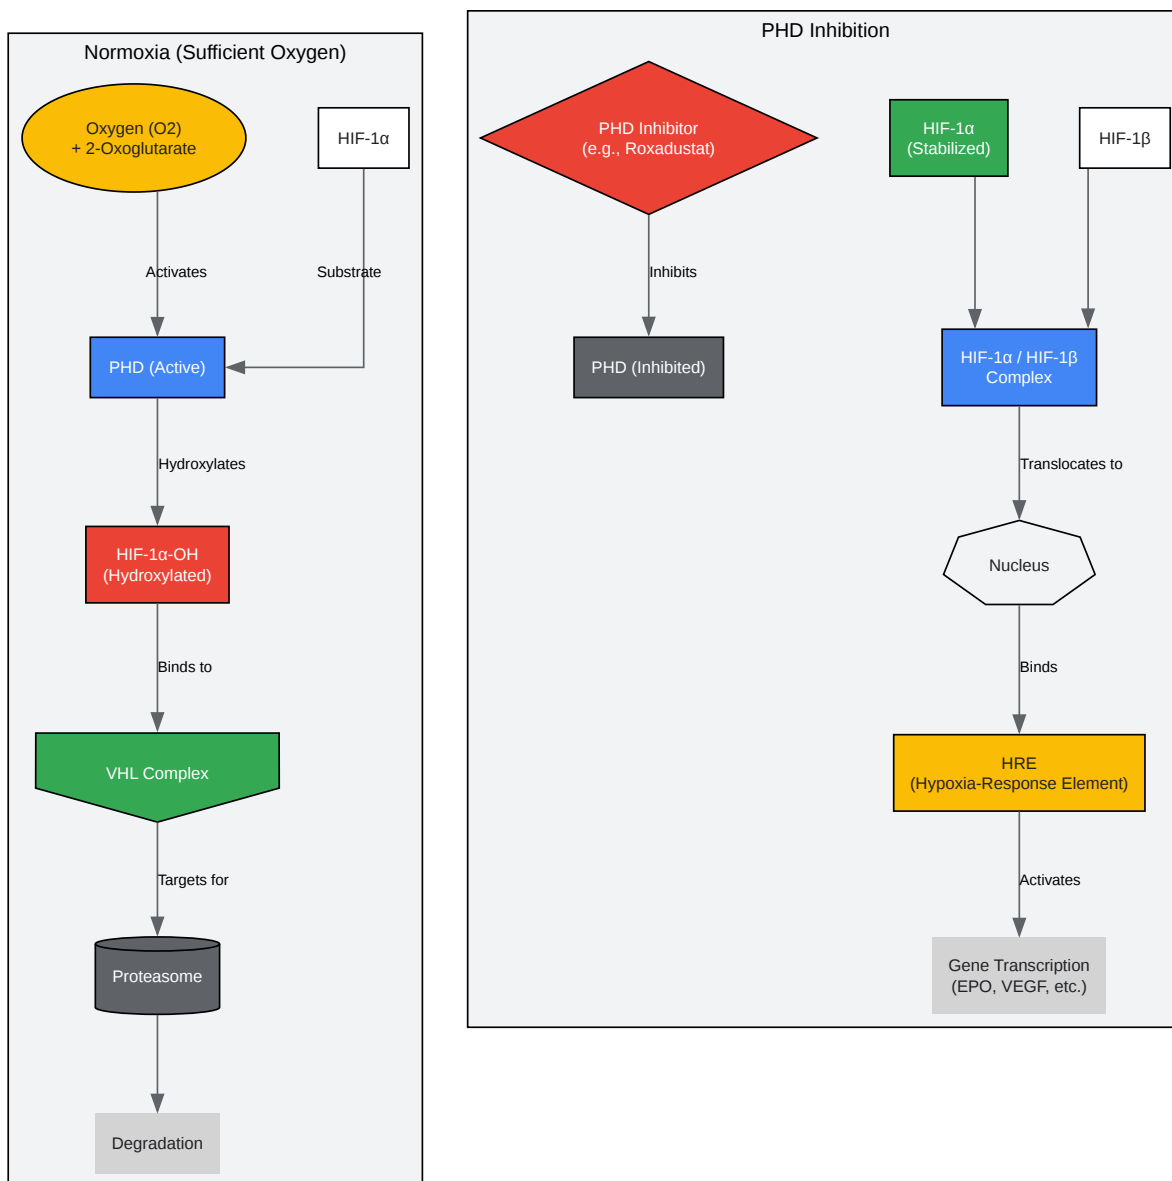 Normoxia (Sufficient Oxygen)
Oxygen (O2)
+ 2-Oxoglutarate
HIF-1α
Activates
Substrate
PHD (Active)
Hydroxylates
HIF-1α-OH
(Hydroxylated)
Binds to
VHL Complex
Targets for
Proteasome
Degradation
PHD Inhibition
PHD Inhibitor
(e.g., Roxadustat)
HIF-1α
(Stabilized)
HIF-1β
Inhibits
PHD (Inhibited)
HIF-1α / HIF-1β
Complex
Translocates to
Nucleus
Binds
HRE
(Hypoxia-Response Element)
Activates
Gene Transcription
(EPO, VEGF, etc.)